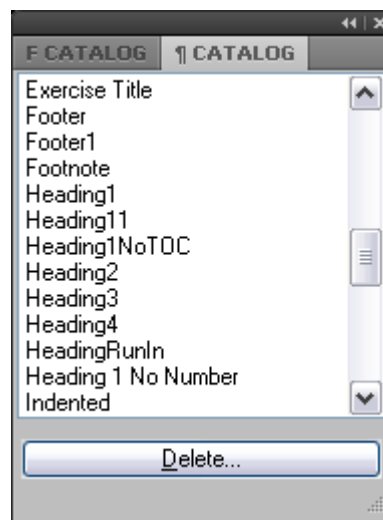 F CATALOG ¶ CATALOG
Exercise Title
Footer
Footer1
Footnote
Heading1
Heading11
Heading1NoTOC
Heading2
Heading3
Heading4
HeadingRunIn
Heading 1 No Number
Indented
Delete...